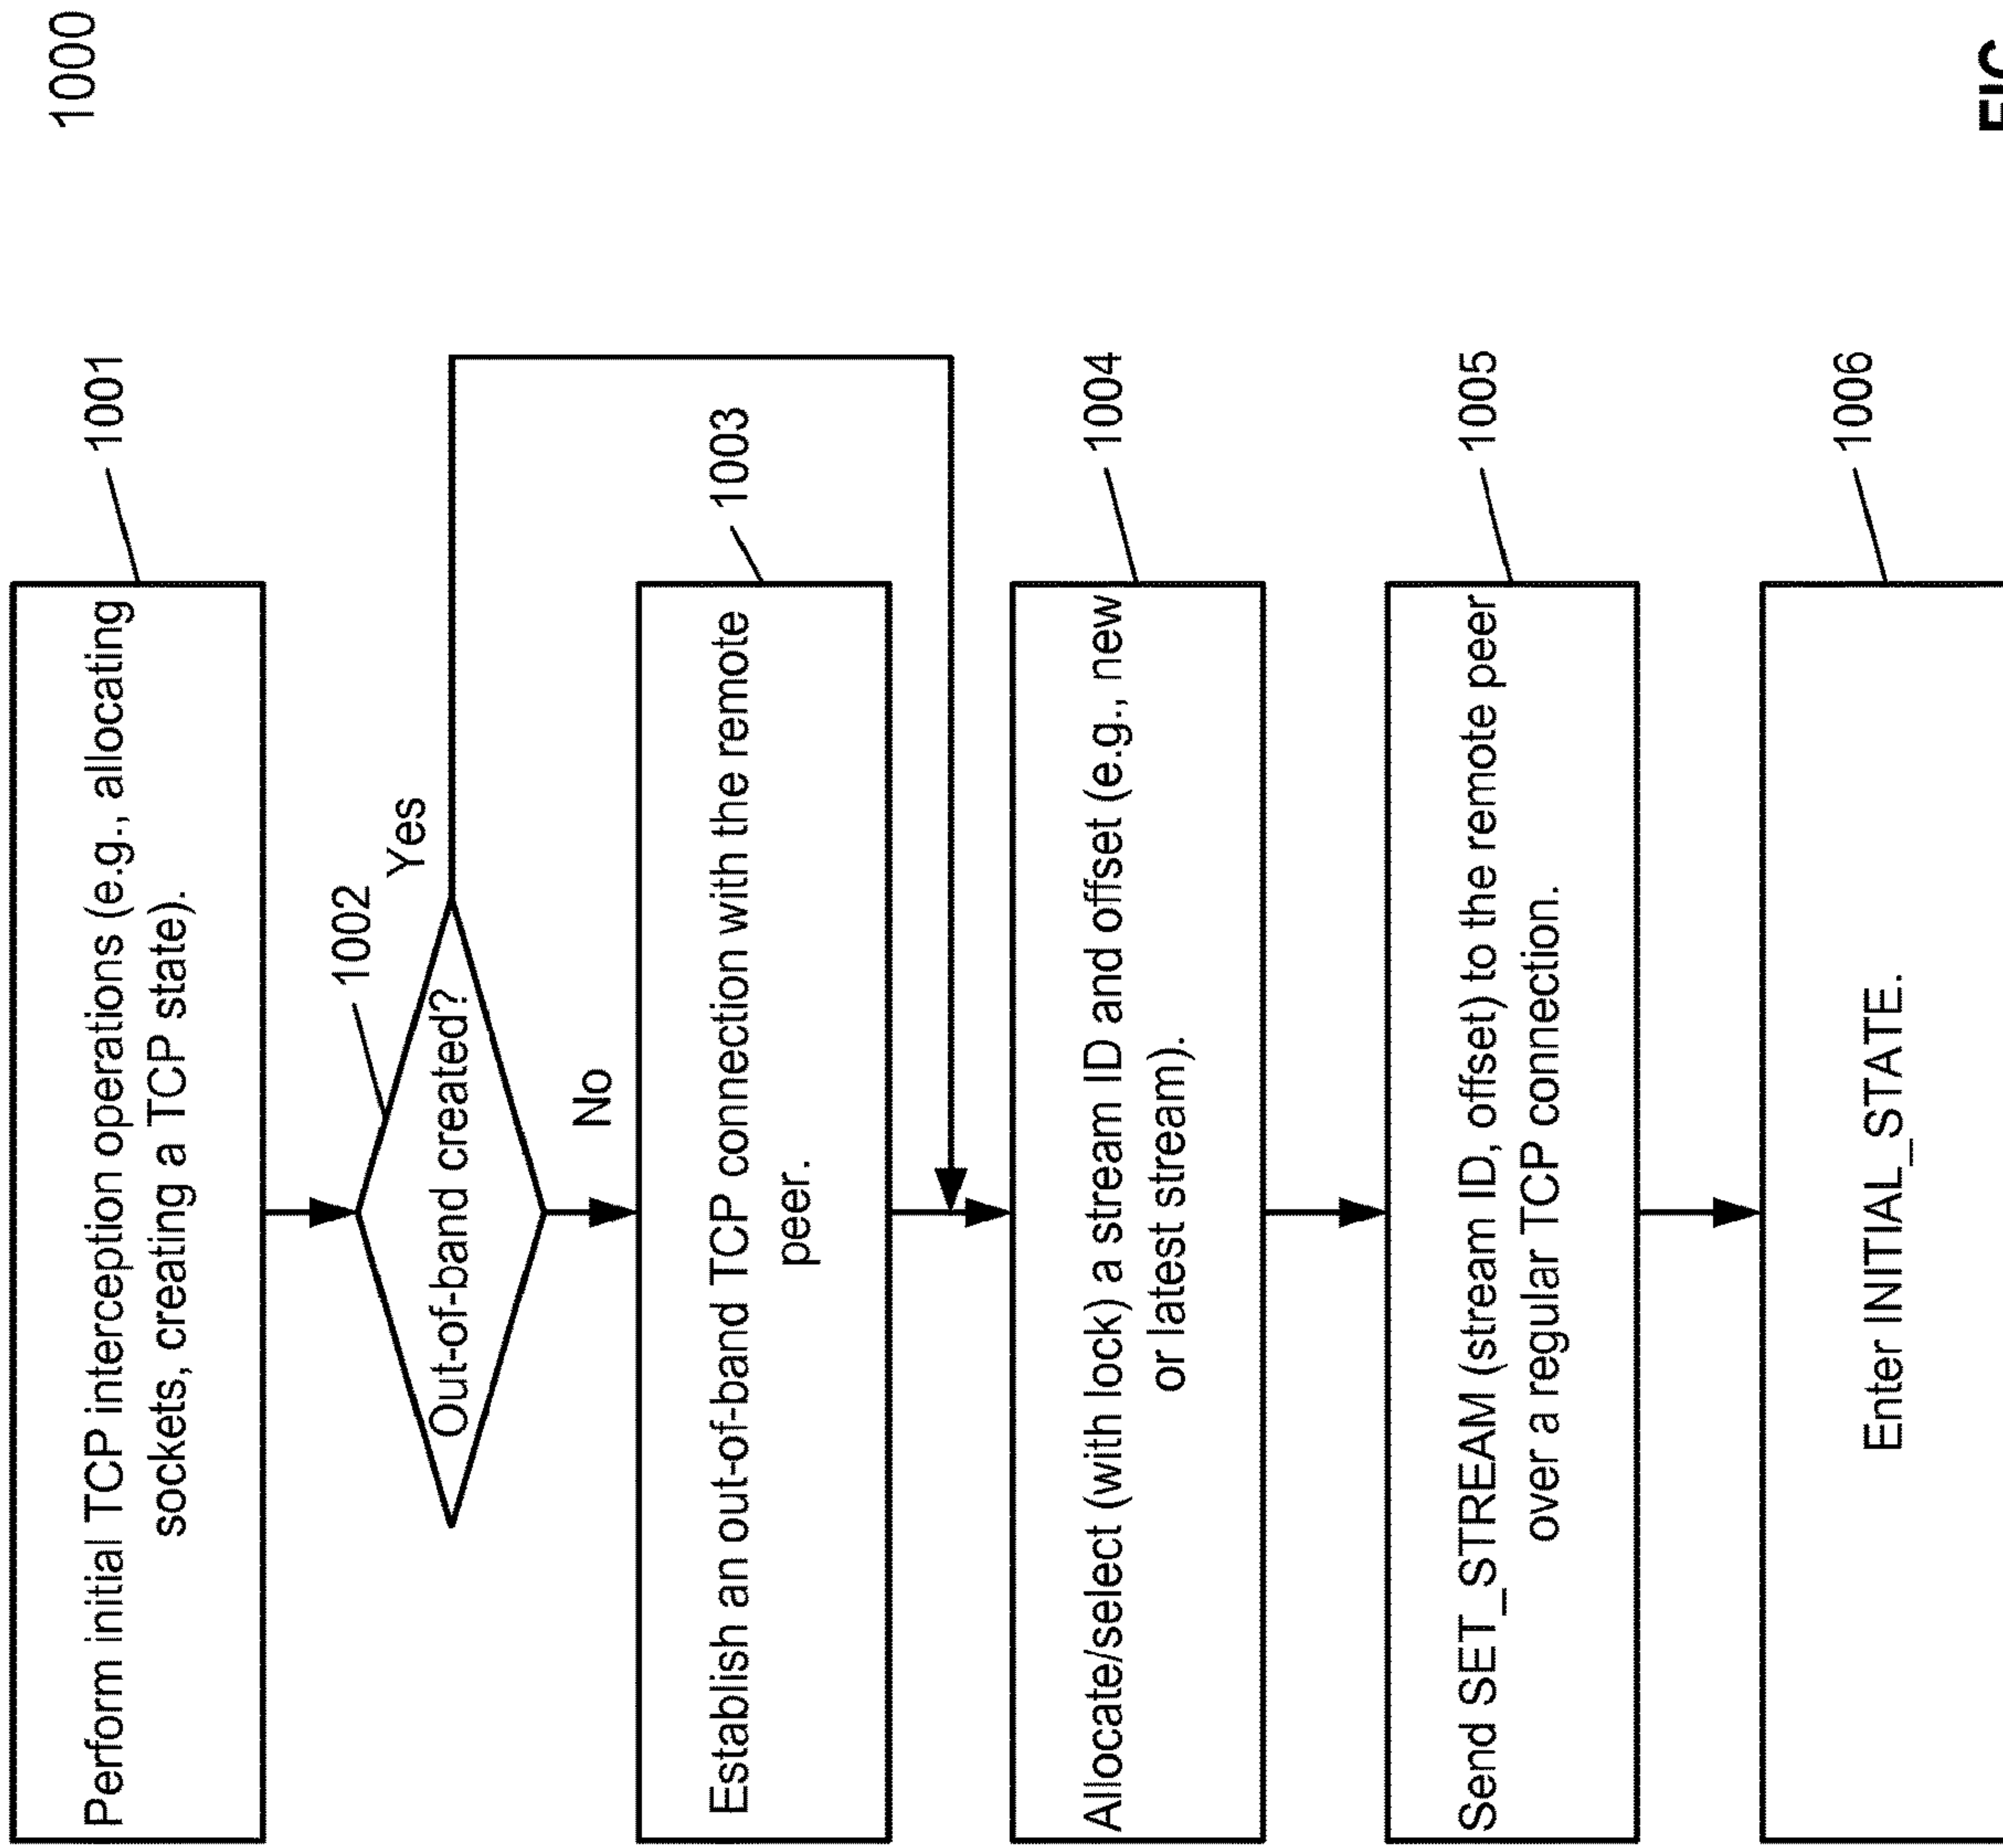 1000
Perform initial TCP interception operations (e.g., allocating
sockets, creating a TCP state).
1001
1002
Out-of-band created?
Yes
No
Establish an out-of-band TCP connection with the remote
peer.
1003
Allocate/select (with lock) a stream ID and offset (e.g., new
or latest stream).
1004
Send SET_STREAM (stream ID, offset) to the remote peer
over a regular TCP connection.
1005
Enter INITIAL_STATE.
1006